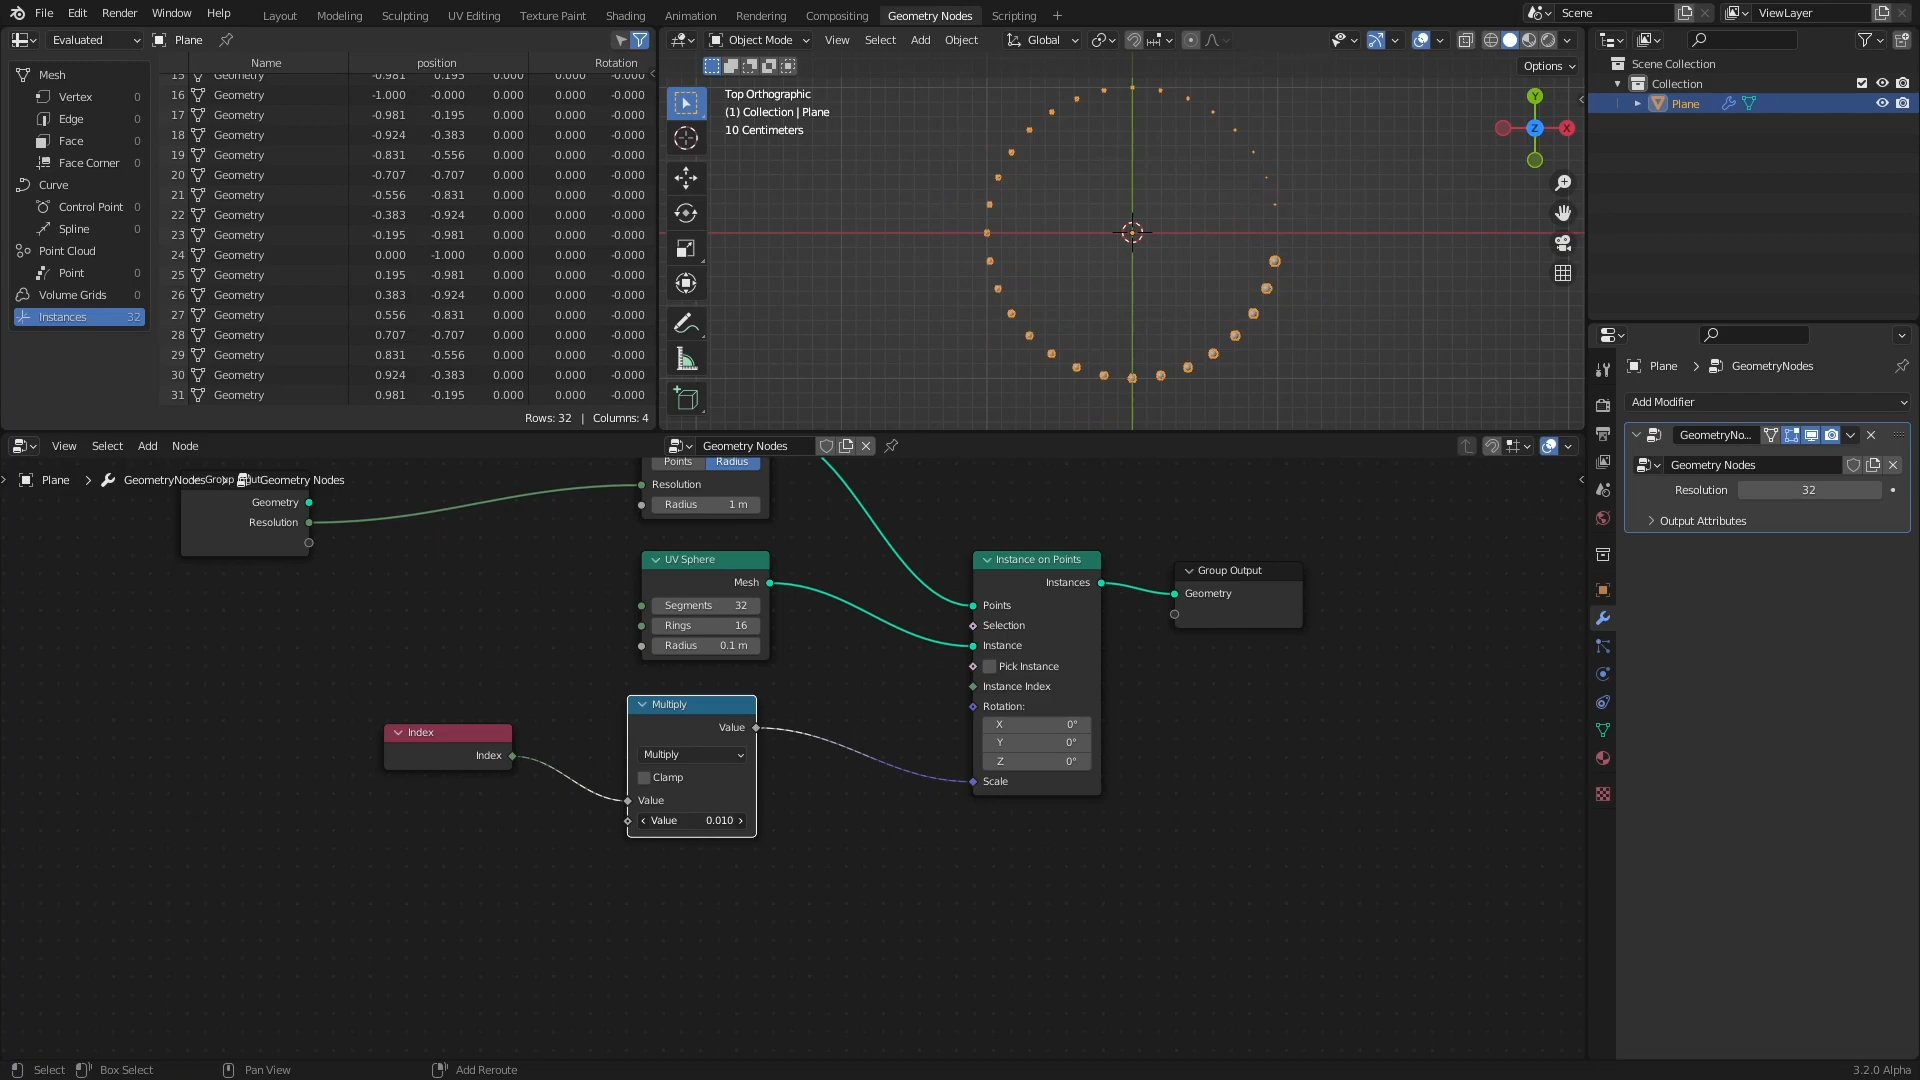 File Edit Render Window Help
Layout Modeling Sculpting UV Editing Texture Paint Shading Animation Rendering Compositing Geometry Nodes Scripting +
Scene
ViewLayer
Evaluated
Plane
Object Mode View Select Add Object
Global
Options
Name position Rotation
Mesh
Vertex 0
Edge 0
Face 0
Face Corner 0
Curve
Control Point 0
Spline 0
Point Cloud
Point 0
Volume Grids 0
Instances 32
15 Geometry -0.981 0.195 0.000 0.000 -0.000
16 Geometry -1.000 -0.000 0.000 0.000 -0.000
17 Geometry -0.981 -0.195 0.000 0.000 -0.000
18 Geometry -0.924 -0.383 0.000 0.000 -0.000
19 Geometry -0.831 -0.556 0.000 0.000 -0.000
20 Geometry -0.707 -0.707 0.000 0.000 -0.000
21 Geometry -0.556 -0.831 0.000 0.000 -0.000
22 Geometry -0.383 -0.924 0.000 0.000 -0.000
23 Geometry -0.195 -0.981 0.000 0.000 -0.000
24 Geometry 0.000 -1.000 0.000 0.000 -0.000
25 Geometry 0.195 -0.981 0.000 0.000 -0.000
26 Geometry 0.383 -0.924 0.000 0.000 -0.000
27 Geometry 0.556 -0.831 0.000 0.000 -0.000
28 Geometry 0.707 -0.707 0.000 0.000 -0.000
29 Geometry 0.831 -0.556 0.000 0.000 -0.000
30 Geometry 0.924 -0.383 0.000 0.000 -0.000
31 Geometry 0.981 -0.195 0.000 0.000 -0.000
Rows: 32 | Columns: 4
Top Orthographic
(1) Collection | Plane
10 Centimeters
Y
Z
X
Scene Collection
Collection
Plane
Plane > GeometryNodes
Add Modifier
GeometryNo...
Geometry Nodes
Resolution 32
Output Attributes
View Select Add Node
Geometry Nodes
Plane > GeometryNodes > Geometry Nodes
Geometry
Resolution
Points Radius
Resolution
Radius 1 m
UV Sphere
Mesh
Segments 32
Rings 16
Radius 0.1 m
Index
Index
Multiply
Value
Multiply
Clamp
Value
Value 0.010
Instance on Points
Instances
Points
Selection
Instance
Pick Instance
Instance Index
Rotation:
X 0°
Y 0°
Z 0°
Scale
Group Output
Geometry
Select Box Select Pan View Add Reroute
3.2.0 Alpha